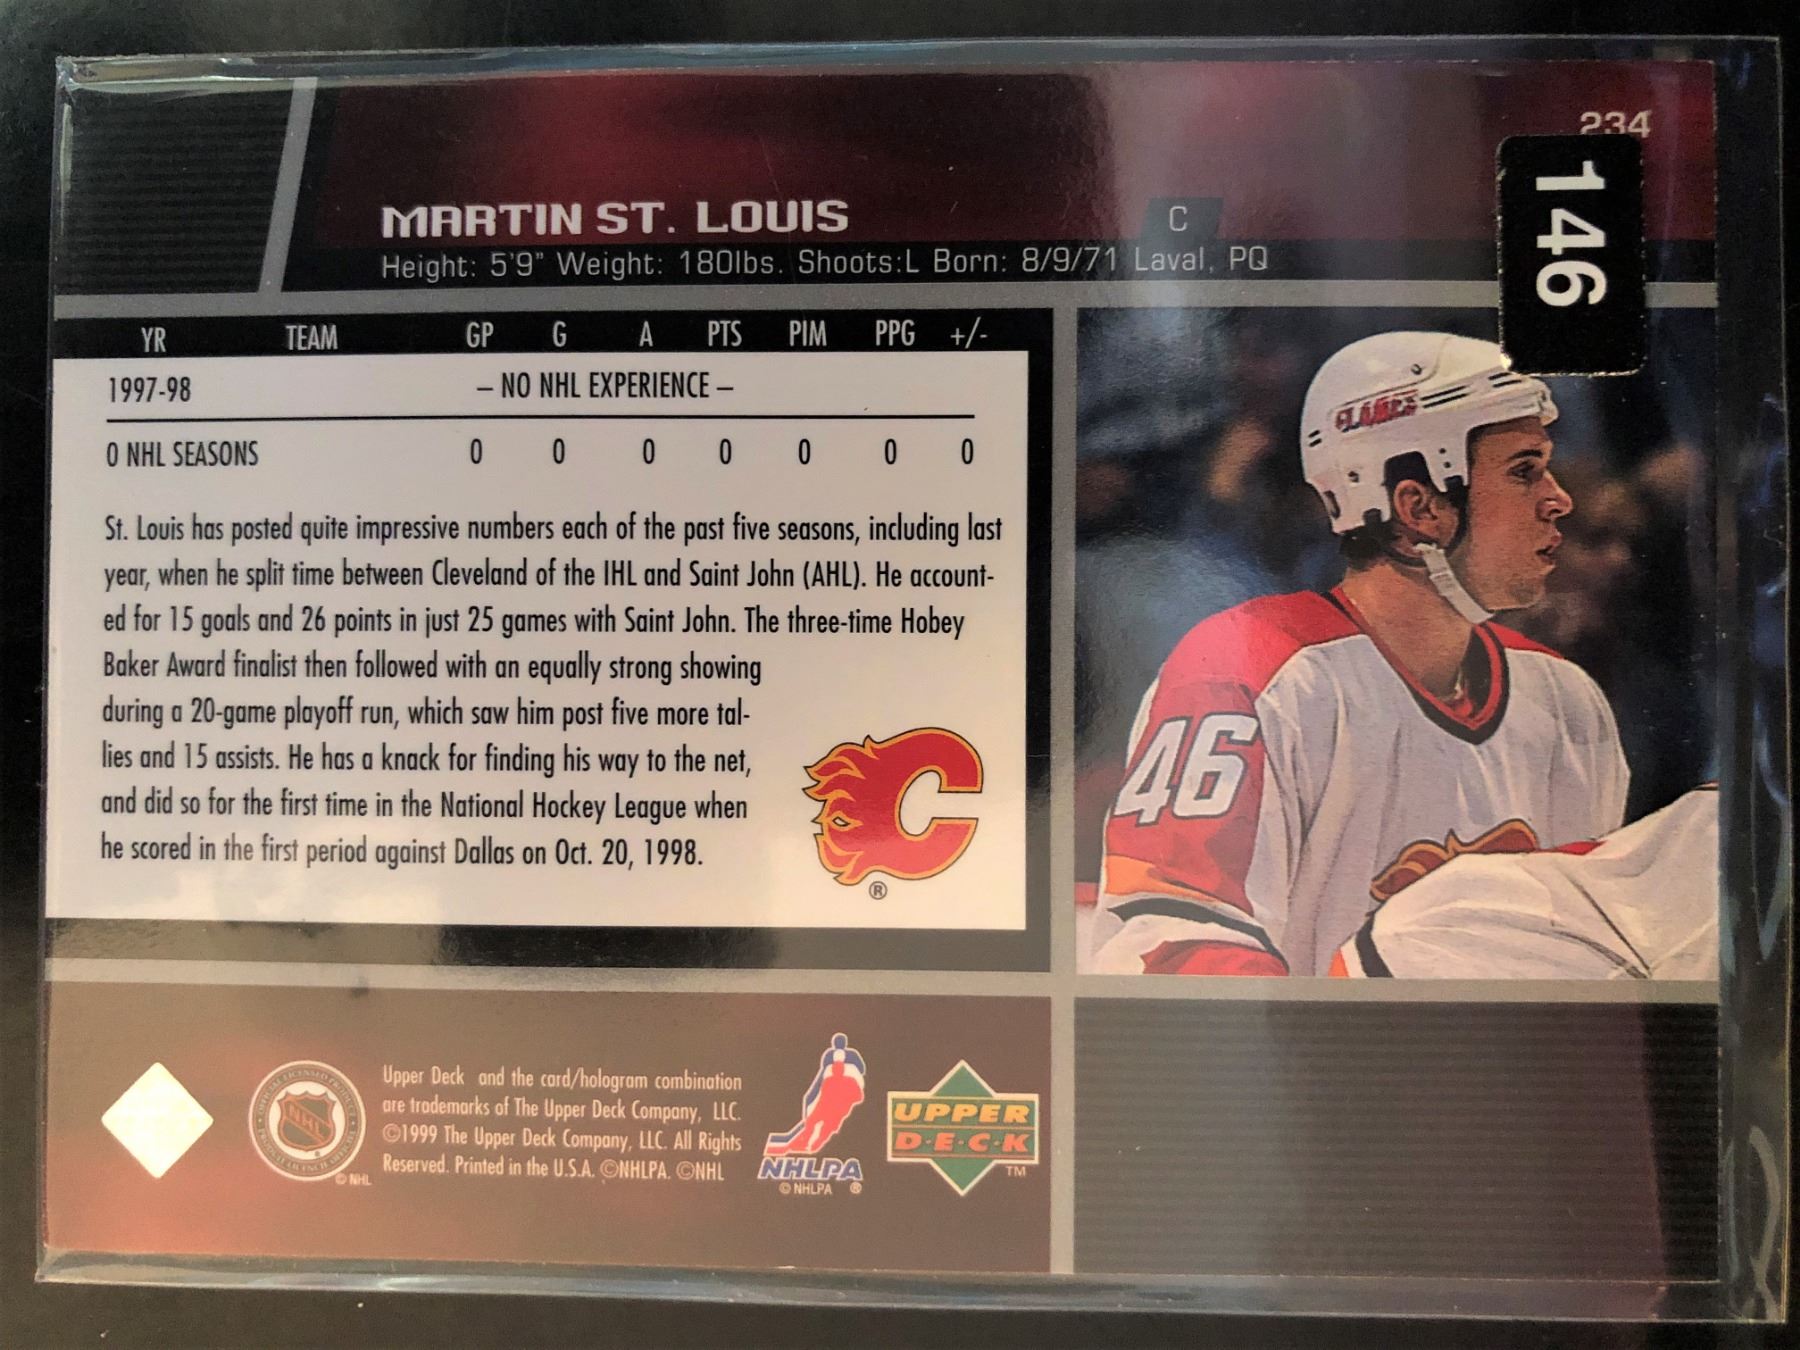 234
146
MARTIN ST. LOUIS C
Height: 5'9" Weight: 180lbs. Shoots:L Born: 8/9/71 Laval, PQ
YR TEAM GP G A PTS PIM PPG +/-
1997-98 – NO NHL EXPERIENCE –
0 NHL SEASONS 0 0 0 0 0 0 0
St. Louis has posted quite impressive numbers each of the past five seasons, including last
year, when he split time between Cleveland of the IHL and Saint John (AHL). He account-
ed for 15 goals and 26 points in just 25 games with Saint John. The three-time Hobey
Baker Award finalist then followed with an equally strong showing
during a 20-game playoff run, which saw him post five more tal-
lies and 15 assists. He has a knack for finding his way to the net,
and did so for the first time in the National Hockey League when
he scored in the first period against Dallas on Oct. 20, 1998.
®
FLAMES
46
NHL
© NHL
Upper Deck and the card/hologram combination
are trademarks of The Upper Deck Company, LLC.
©1999 The Upper Deck Company, LLC. All Rights
Reserved. Printed in the U.S.A. ©NHLPA. ©NHL
NHLPA
© NHLPA ®
UPPER
D·E·C·K
TM